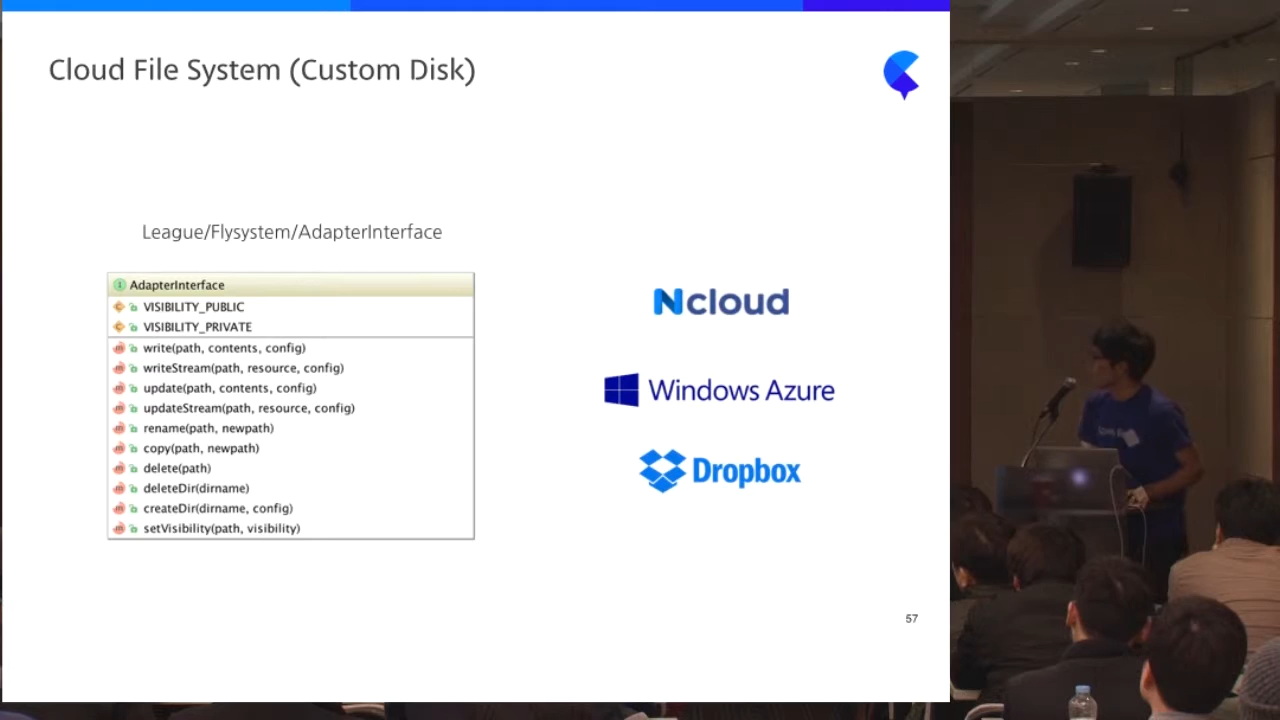 Cloud File System (Custom Disk)
League/Flysystem/AdapterInterface
AdapterInterface
VISIBILITY_PUBLIC
VISIBILITY_PRIVATE
write(path, contents, config)
writeStream(path, resource, config)
update(path, contents, config)
updateStream(path, resource, config)
rename(path, newpath)
copy(path, newpath)
delete(path)
deleteDir(dirname)
createDir(dirname, config)
setVisibility(path, visibility)
Ncloud
Windows Azure
Dropbox
57